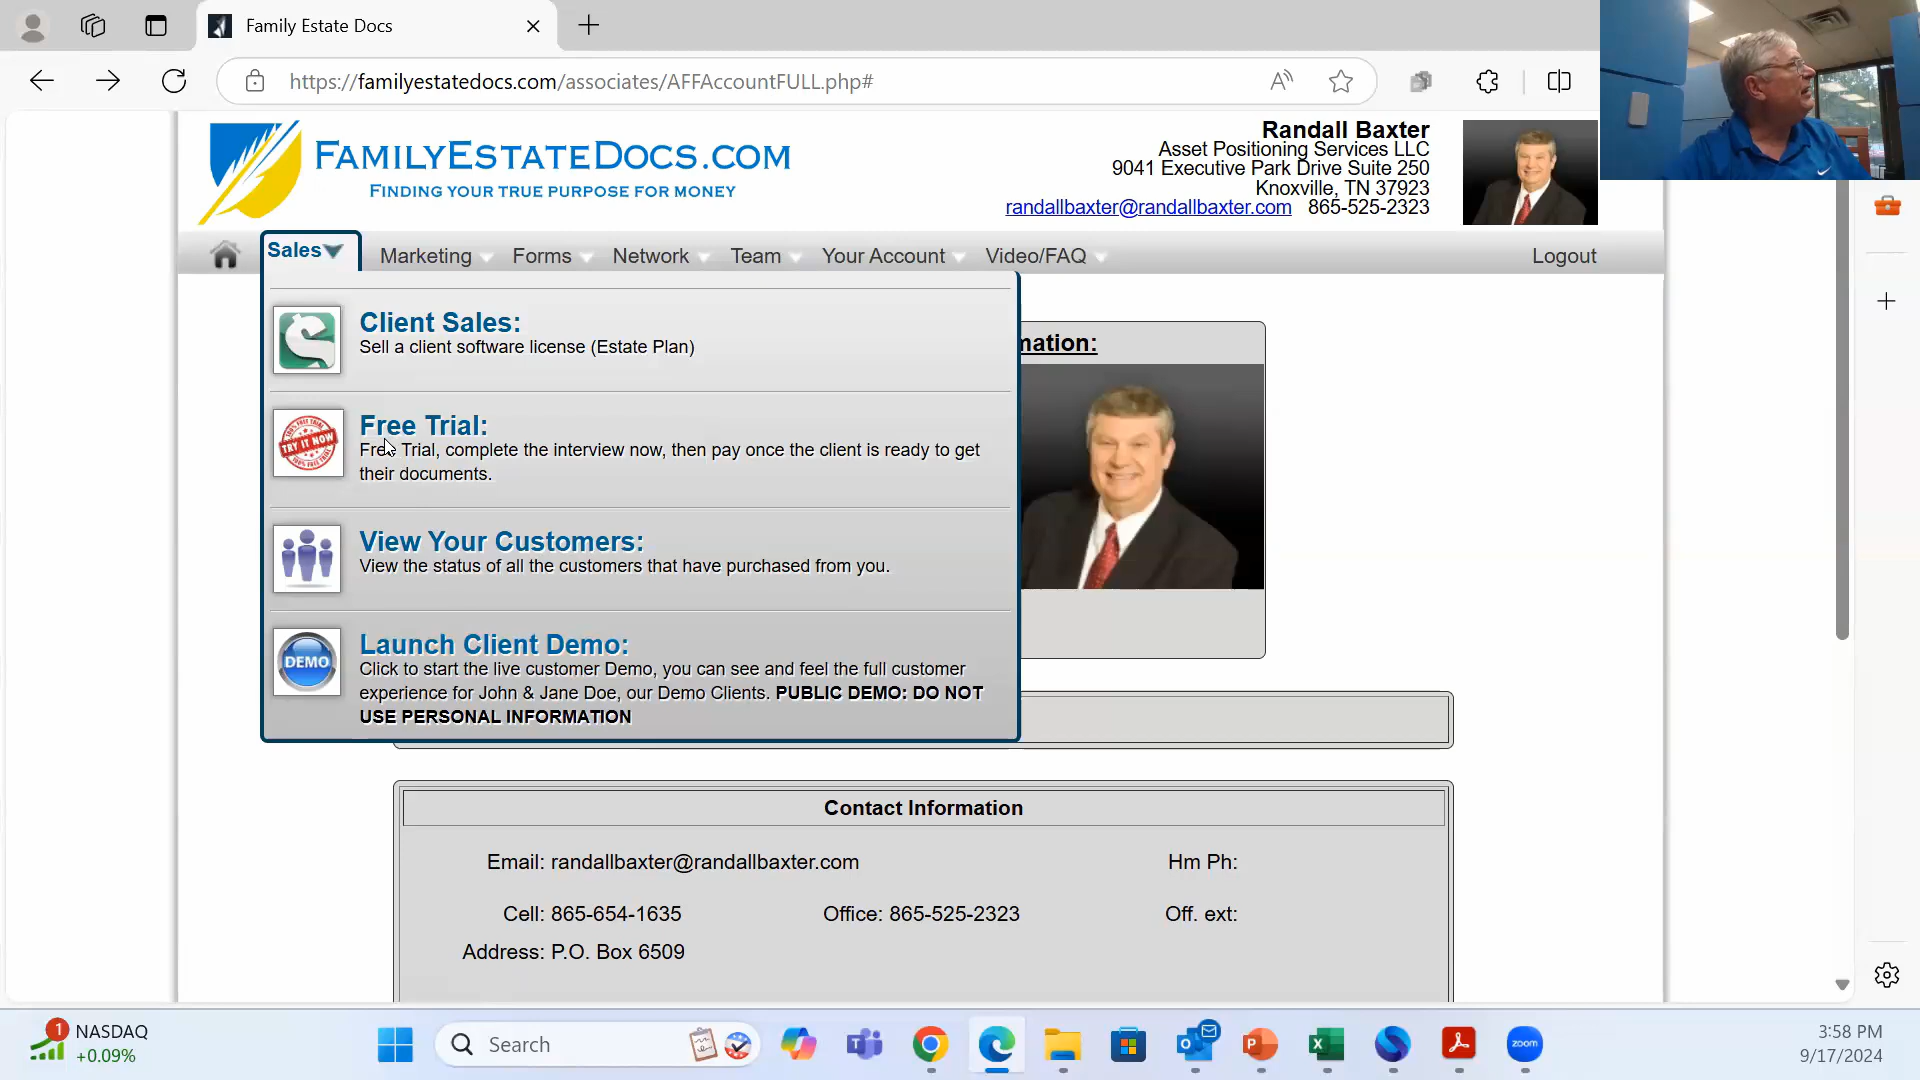 Family Estate Docs
https://familyestatedocs.com/associates/AFFAccountFULL.php#
FAMILYESTATEDOCS.COM
FINDING YOUR TRUE PURPOSE FOR MONEY
Randall Baxter
Asset Positioning Services LLC
9041 Executive Park Drive Suite 250
Knoxville, TN 37923
randallbaxter@randallbaxter.com 865-525-2323
Sales Marketing Forms Network Team Your Account Video/FAQ Logout
Client Sales:
Sell a client software license (Estate Plan)
mation:
Free Trial:
TRY IT NOW
Free Trial, complete the interview now, then pay once the client is ready to get
their documents.
View Your Customers:
View the status of all the customers that have purchased from you.
Launch Client Demo:
DEMO
Click to start the live customer Demo, you can see and feel the full customer
experience for John & Jane Doe, our Demo Clients. PUBLIC DEMO: DO NOT
USE PERSONAL INFORMATION
Contact Information
Email: randallbaxter@randallbaxter.com Hm Ph:
Cell: 865-654-1635 Office: 865-525-2323 Off. ext:
Address: P.O. Box 6509
1 NASDAQ
+0.09%
Search
zoom
3:58 PM
9/17/2024